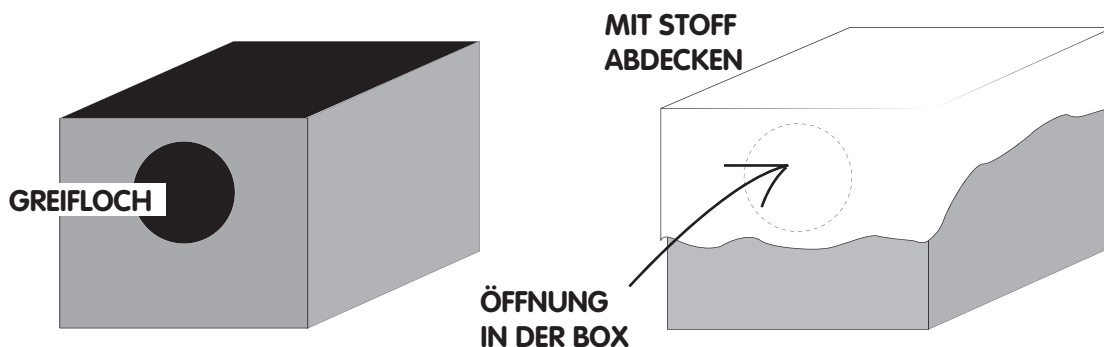 GREIFLOCH
MIT STOFF
ABDECKEN
ÖFFNUNG
IN DER BOX